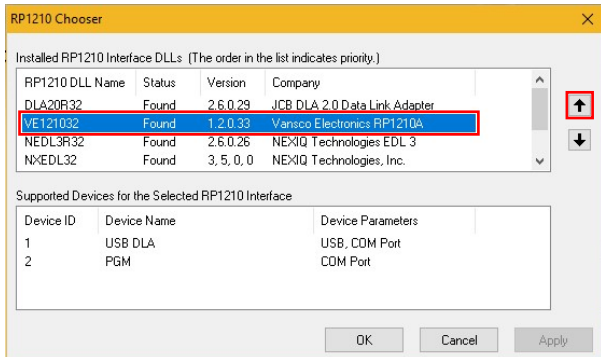 RP1210 Chooser
Installed RP1210 Interface DLLs (The order in the list indicates priority.)
RP1210 DLL Name Status Version Company
DLA20R32 Found 2.6.0.29 JCB DLA 2.0 Data Link Adapter
VE121032 Found 1.2.0.33 Vansco Electronics RP1210A
NEDL3R32 Found 2.6.0.26 NEXIQ Technologies EDL 3
NXEDL32 Found 3, 5, 0, 0 NEXIQ Technologies, Inc.
Supported Devices for the Selected RP1210 Interface
Device ID Device Name Device Parameters
1 USB DLA USB, COM Port
2 PGM COM Port
OK Cancel Apply